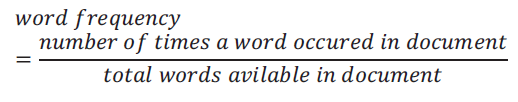 word frequency
= number of times a word occured in document
total words avilable in document